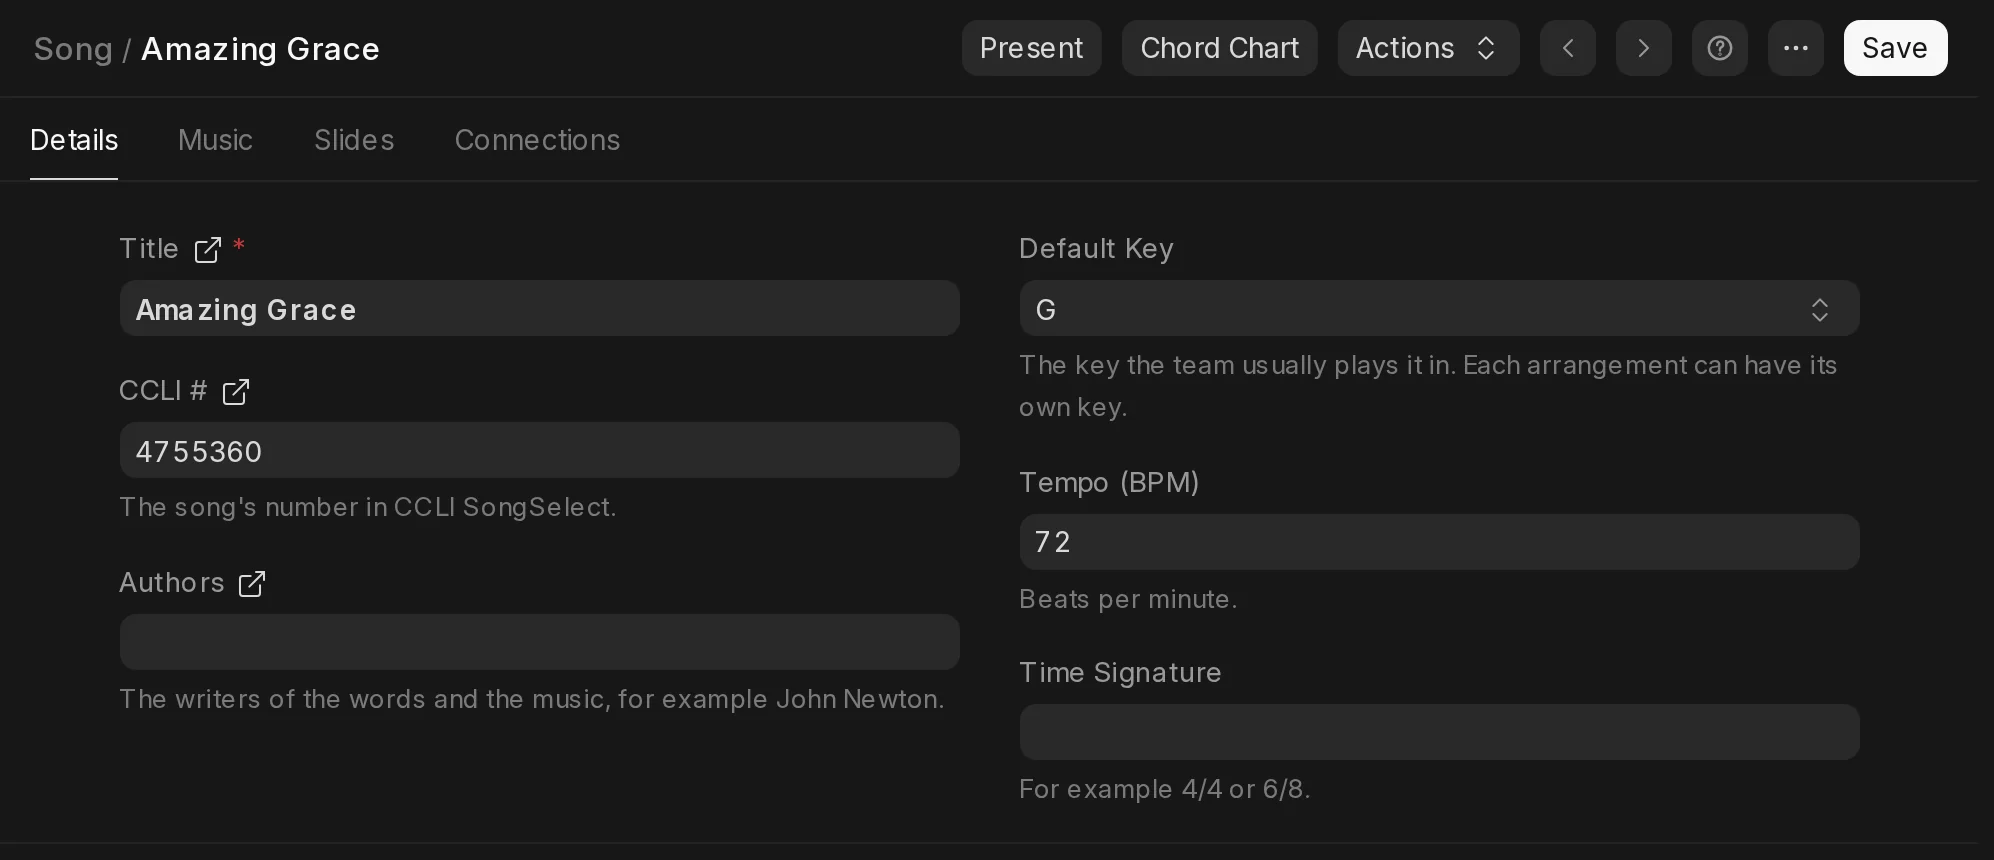 Song / Amazing Grace
Present
Chord Chart
Actions
Save
Details
Music
Slides
Connections
Title *
Amazing Grace
CCLI #
4755360
The song's number in CCLI SongSelect.
Authors
The writers of the words and the music, for example John Newton.
Default Key
G
The key the team usually plays it in. Each arrangement can have its
own key.
Tempo (BPM)
72
Beats per minute.
Time Signature
For example 4/4 or 6/8.